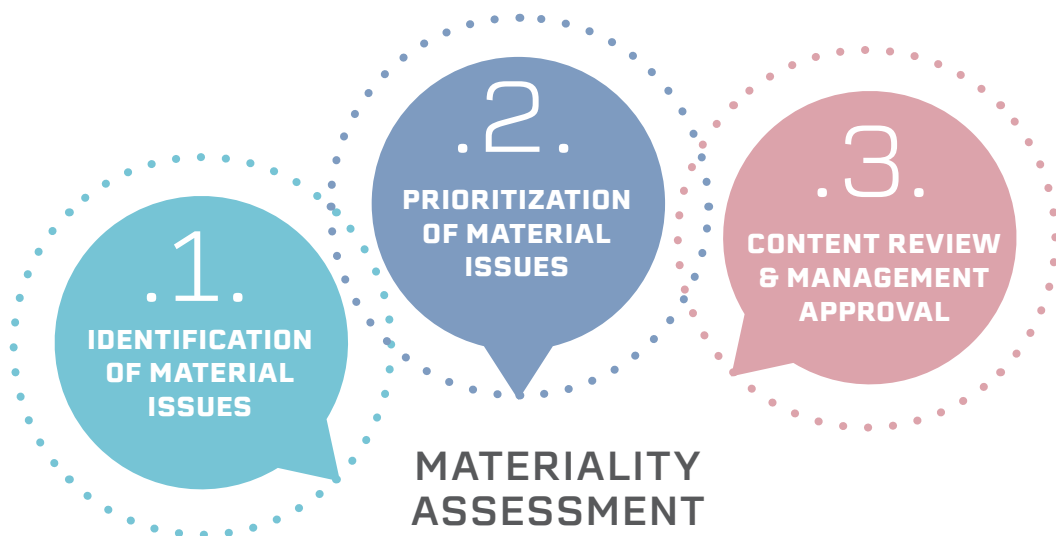 .1.
IDENTIFICATION
OF MATERIAL
ISSUES
.2.
PRIORITIZATION
OF MATERIAL
ISSUES
.3.
CONTENT REVIEW
& MANAGEMENT
APPROVAL
MATERIALITY
ASSESSMENT